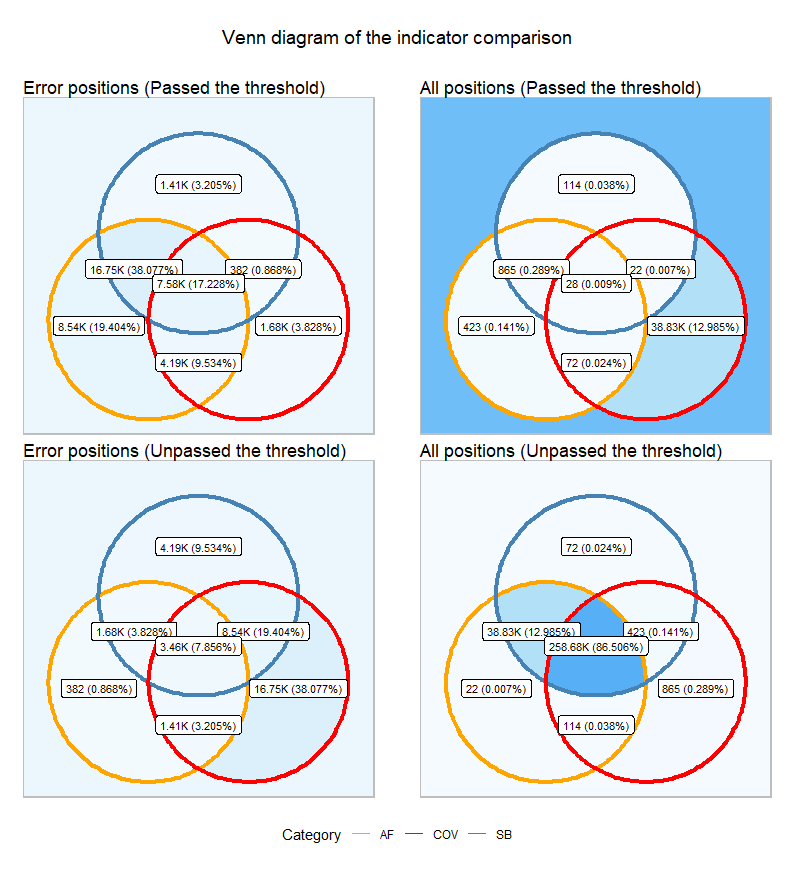 Venn diagram of the indicator comparison
Error positions (Passed the threshold)
1.41K (3.205%)
16.75K (38.077%)
382 (0.868%)
7.58K (17.228%)
8.54K (19.404%)
1.68K (3.828%)
4.19K (9.534%)
All positions (Passed the threshold)
114 (0.038%)
865 (0.289%)
22 (0.007%)
28 (0.009%)
423 (0.141%)
38.83K (12.985%)
72 (0.024%)
Error positions (Unpassed the threshold)
4.19K (9.534%)
1.68K (3.828%)
8.54K (19.404%)
3.46K (7.856%)
382 (0.868%)
16.75K (38.077%)
1.41K (3.205%)
All positions (Unpassed the threshold)
72 (0.024%)
38.83K (12.985%)
423 (0.141%)
258.68K (86.506%)
22 (0.007%)
865 (0.289%)
114 (0.038%)
Category AF COV SB